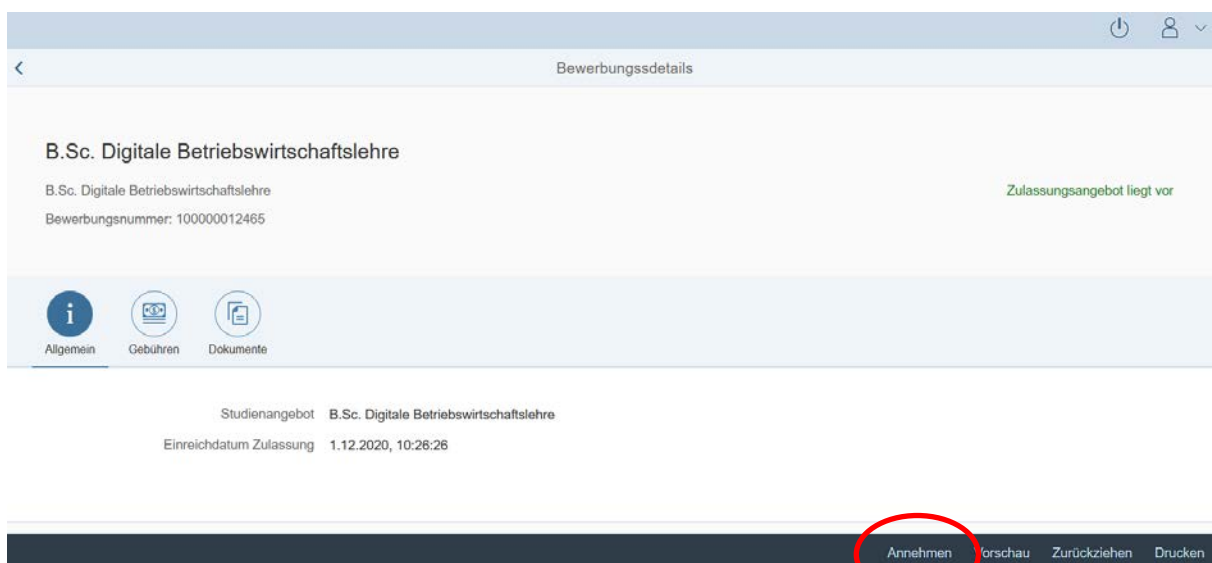 Bewerbungssdetails
B.Sc. Digitale Betriebswirtschaftslehre
B.Sc. Digitale Betriebswirtschaftslehre
Zulassungsangebot liegt vor
Bewerbungsnummer: 100000012465
i
Allgemein Gebühren Dokumente
Studienangebot B.Sc. Digitale Betriebswirtschaftslehre
Einreichdatum Zulassung 1.12.2020, 10:26:26
Annehmen Vorschau Zurückziehen Drucken